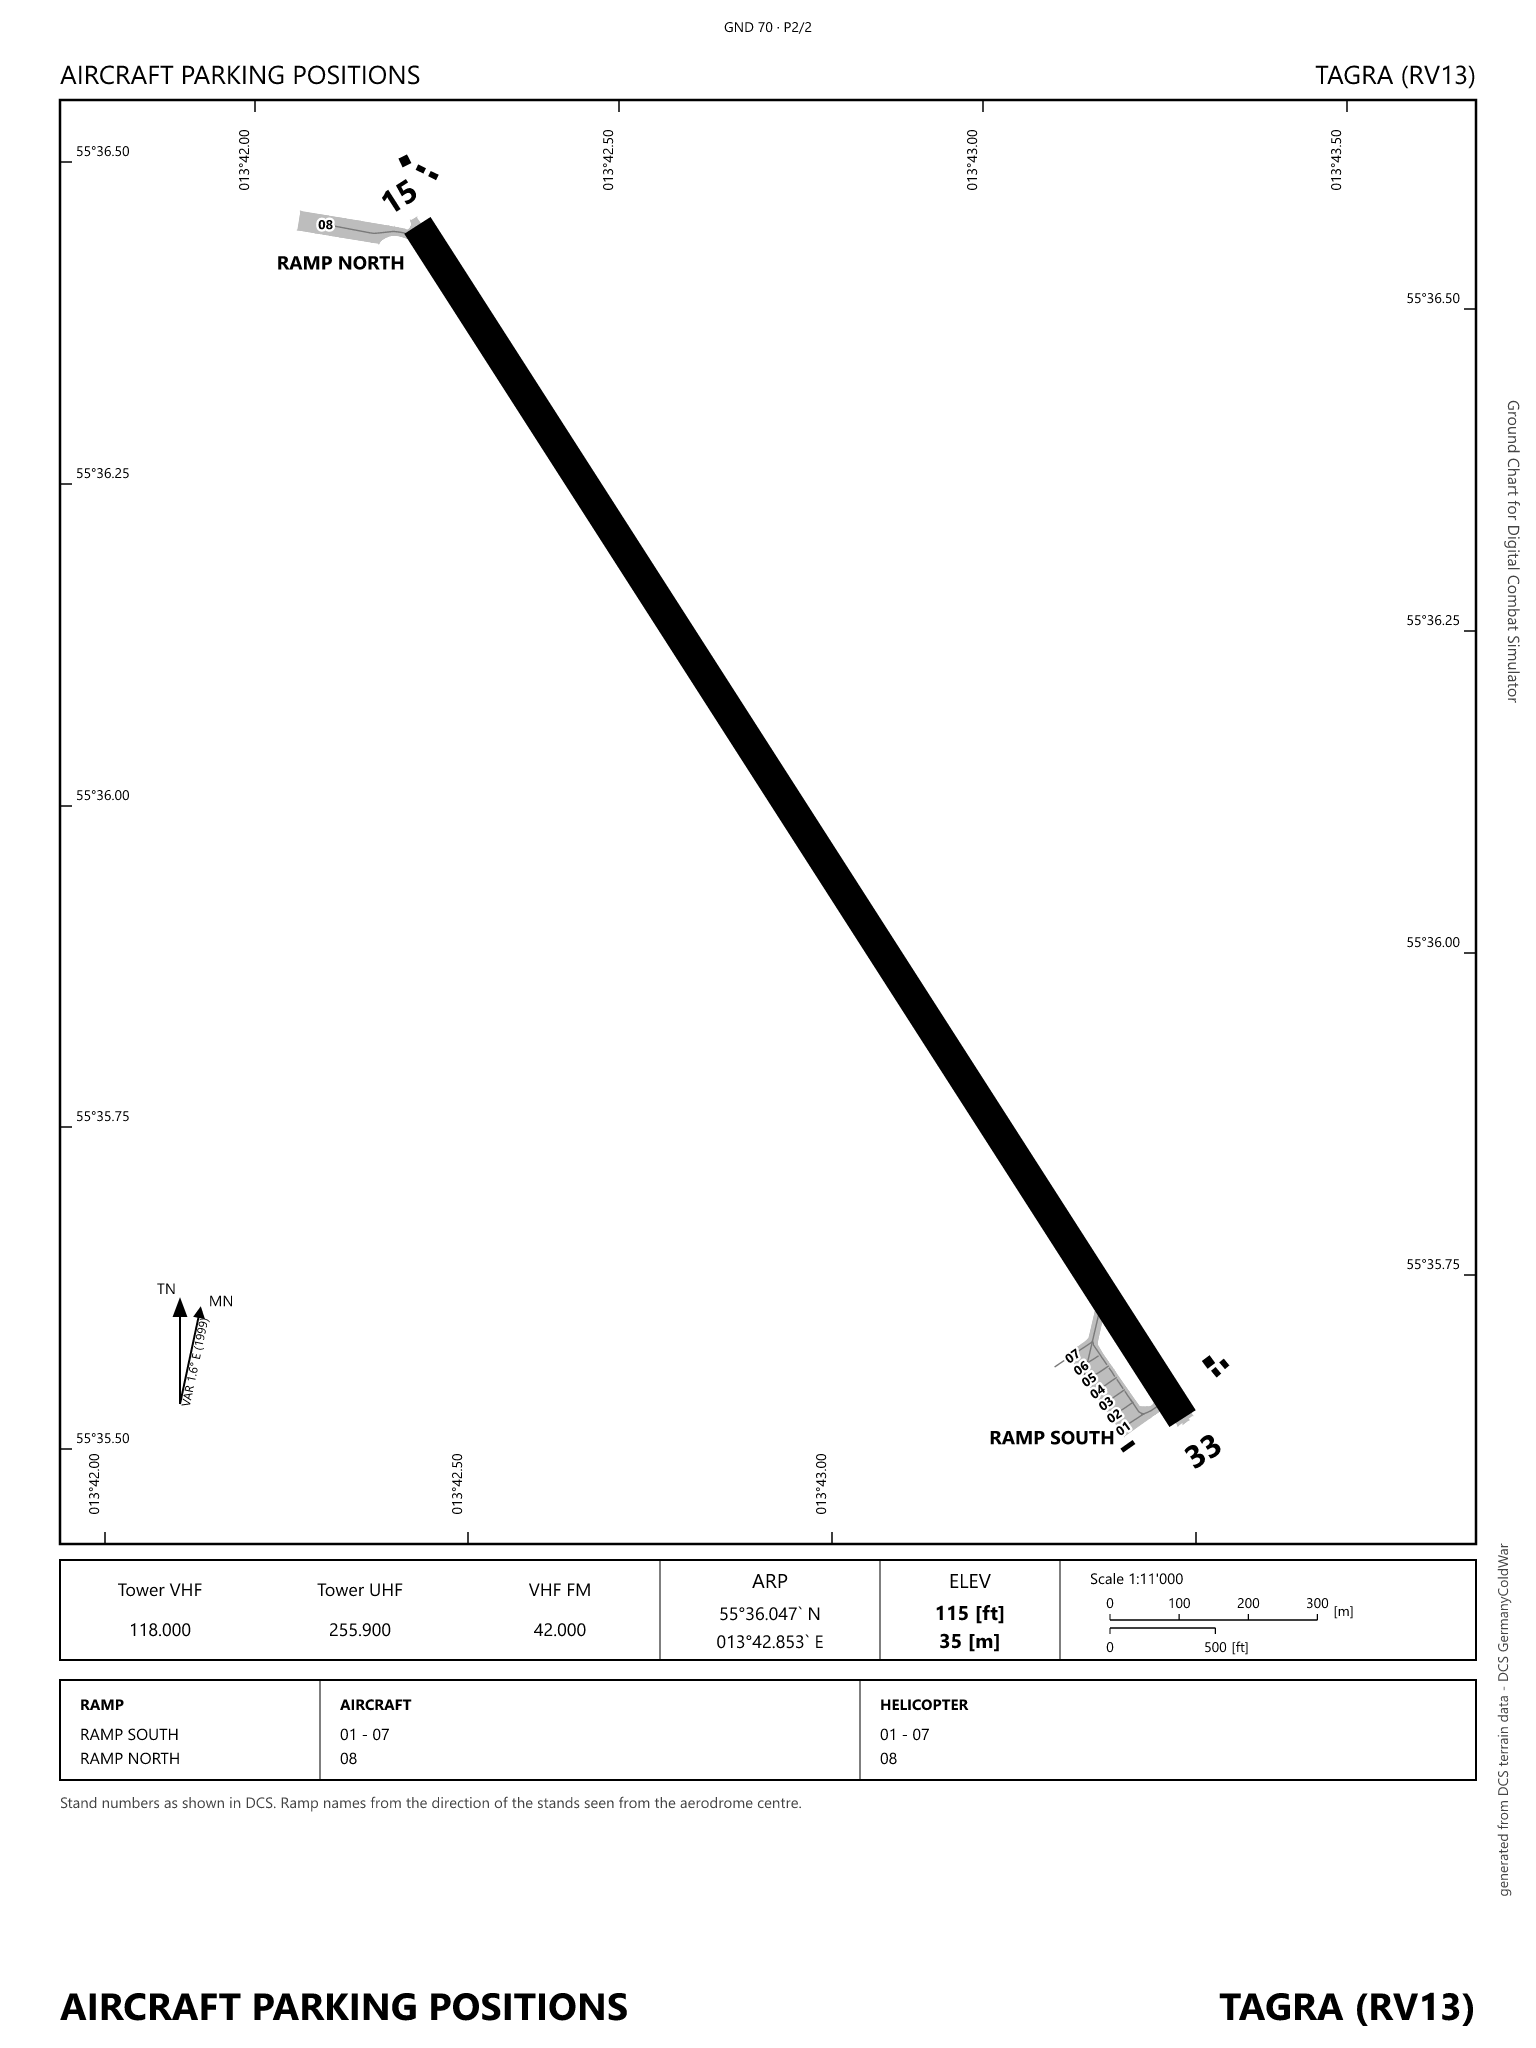 GND 70 · P2/2
AIRCRAFT PARKING POSITIONS
TAGRA (RV13)
013°42.00
013°42.50
013°43.00
013°43.50
55°36.50
15
08
RAMP NORTH
55°36.50
55°36.25
55°36.25
55°36.00
55°36.00
55°35.75
55°35.75
TN
MN
VAR 1.6° E (1999)
07
06
05
04
03
02
01
RAMP SOUTH
33
55°35.50
013°42.00
013°42.50
013°43.00
Ground Chart for Digital Combat Simulator
Tower VHF
118.000
Tower UHF
255.900
VHF FM
42.000
ARP
55°36.047` N
013°42.853` E
ELEV
115 [ft]
35 [m]
Scale 1:11'000
0 100 200 300 [m]
0 500 [ft]
RAMP AIRCRAFT HELICOPTER
RAMP SOUTH 01 - 07 01 - 07
RAMP NORTH 08 08
Stand numbers as shown in DCS. Ramp names from the direction of the stands seen from the aerodrome centre.
generated from DCS terrain data - DCS GermanyColdWar
AIRCRAFT PARKING POSITIONS
TAGRA (RV13)